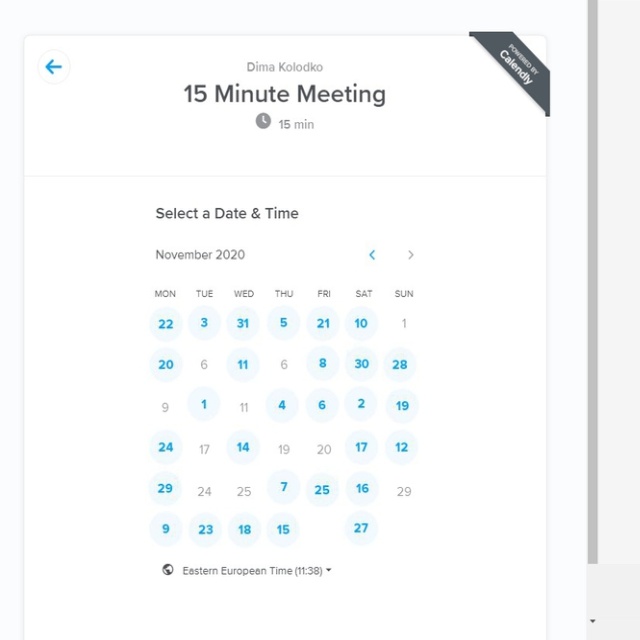 POWERED BY
Calendly
Dima Kolodko
15 Minute Meeting
15 min
Select a Date & Time
November 2020
MON TUE WED THU FRI SAT SUN
22 3 31 5 21 10 1
20 6 11 6 8 30 28
9 1 11 4 6 2 19
24 17 14 19 20 17 12
29 24 25 7 25 16 29
9 23 18 15 27
Eastern European Time (11:38)